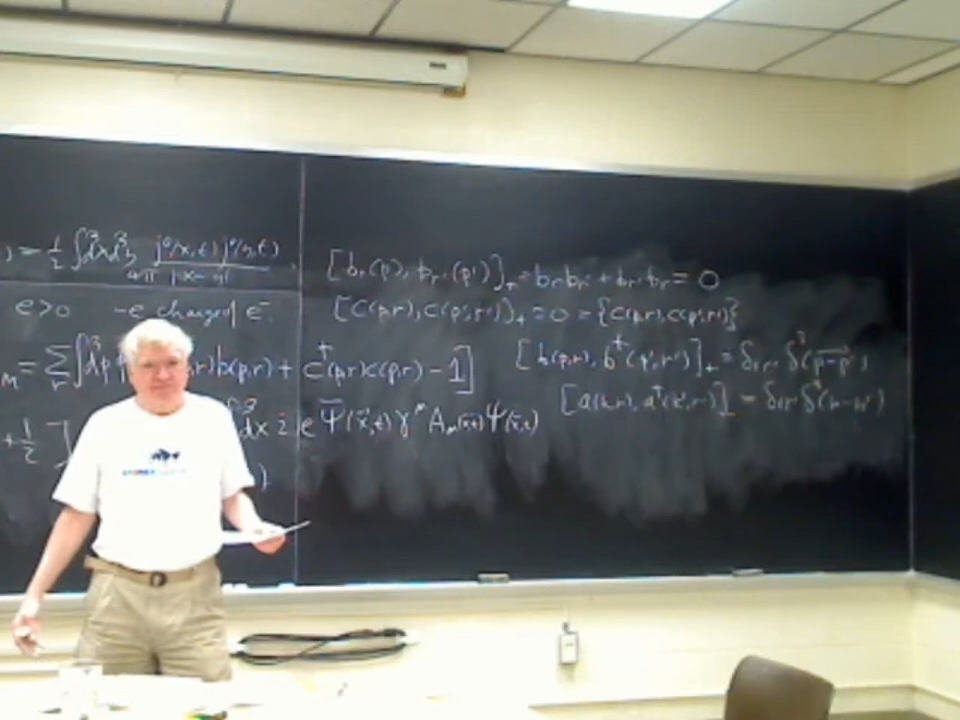 ) = 1/2 ∫d³x d³y j⁰(x,t) j⁰(y,t) / 4π |x - y|
e>0 -e charge of e⁻
= Σ_r ∫d³p r) b(p,r) + c†(p,r) c(p,r) - 1]
+ 1/2 ∫ d³x : e Ψ̄(x⃗,t) γ^μ A_μ(x⃗,t) Ψ(x⃗,t)
[b_r(p), b_r'(p')]₊ = b_r b_r' + b_r' b_r = 0
[c(p,r), c(p',r')]₊ = 0 = {c(p,r), c(p',r')}
[b(p,r), b†(p',r')]₊ = δ_rr' δ³(p⃗-p⃗')
[a(k,r), a†(k',r')]₋ = δ_rr' δ³(k-k')